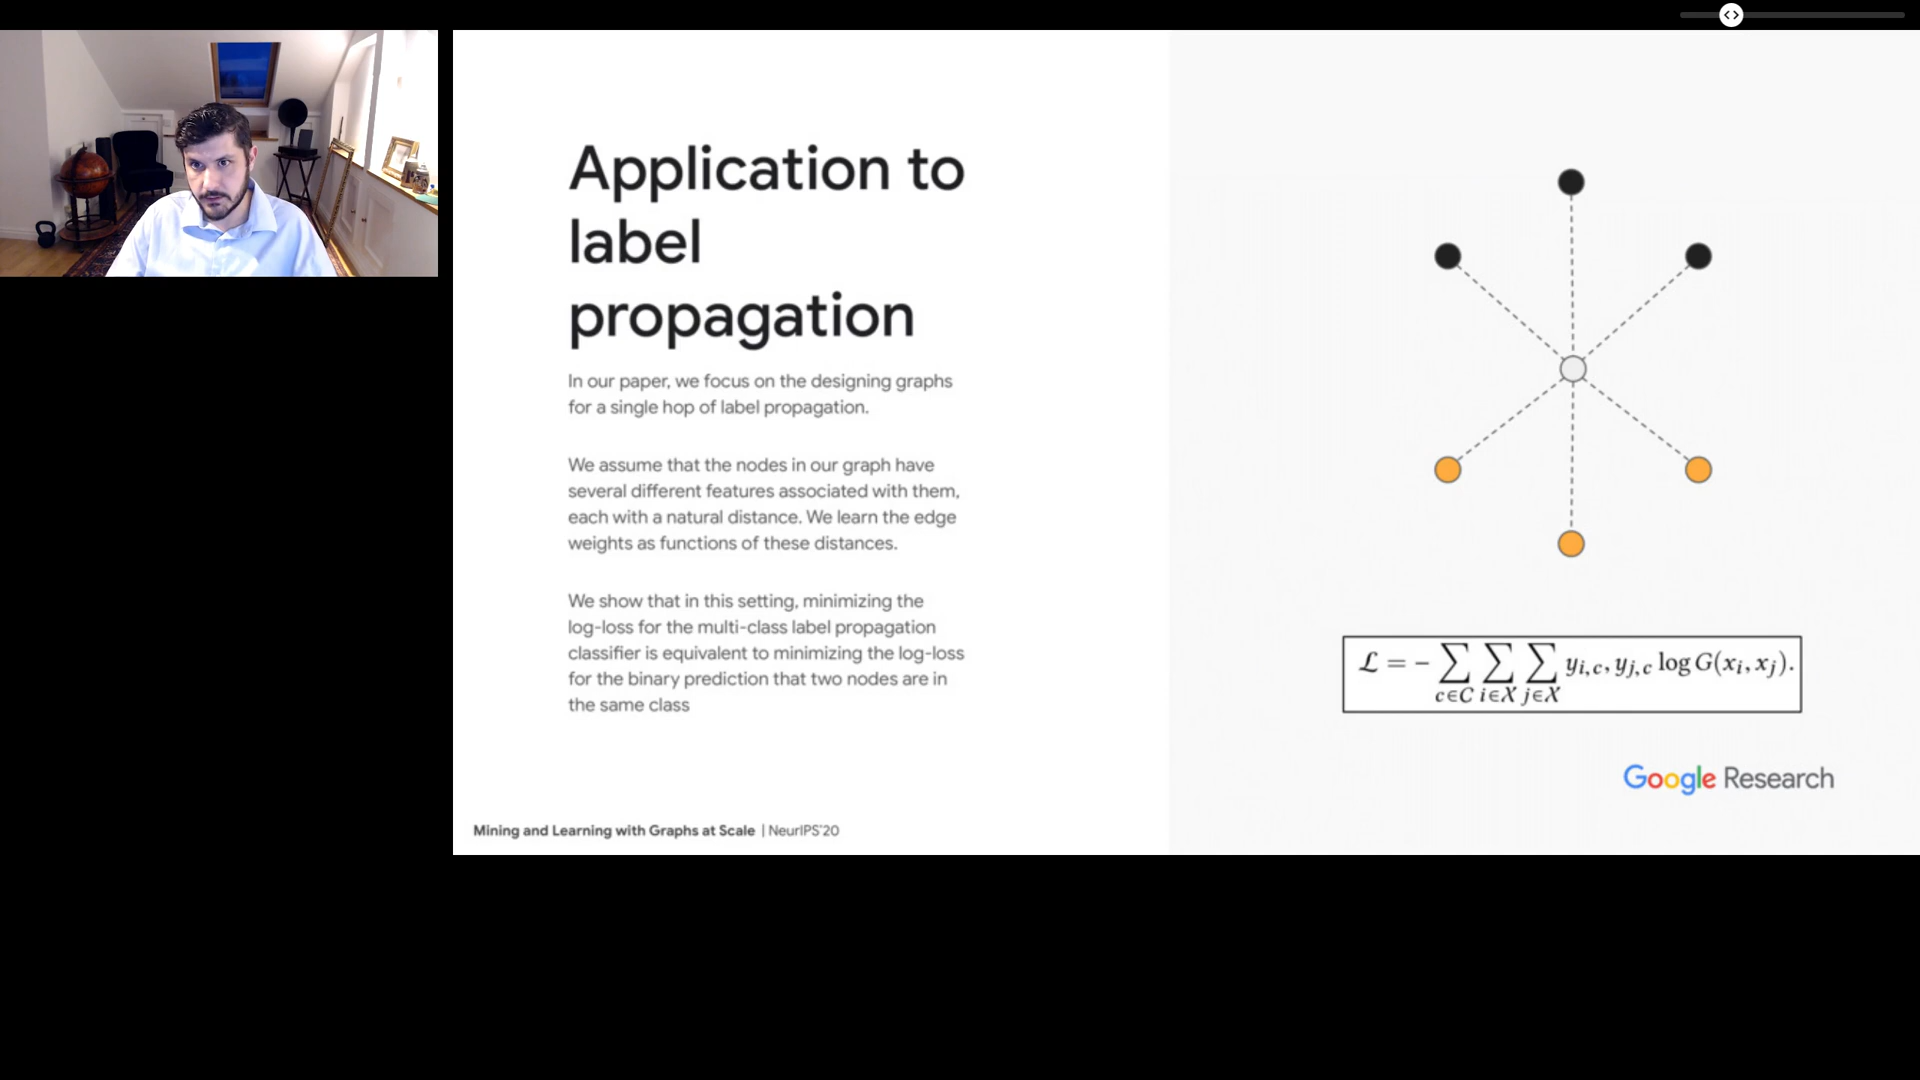 Application to
label
propagation
In our paper, we focus on the designing graphs
for a single hop of label propagation.
We assume that the nodes in our graph have
several different features associated with them,
each with a natural distance. We learn the edge
weights as functions of these distances.
We show that in this setting, minimizing the
log-loss for the multi-class label propagation
classifier is equivalent to minimizing the log-loss
for the binary prediction that two nodes are in
the same class
ℒ = − ∑_{c∈C} ∑_{i∈X} ∑_{j∈X} y_{i,c}, y_{j,c} log G(x_i, x_j).
Google Research
Mining and Learning with Graphs at Scale | NeurIPS'20